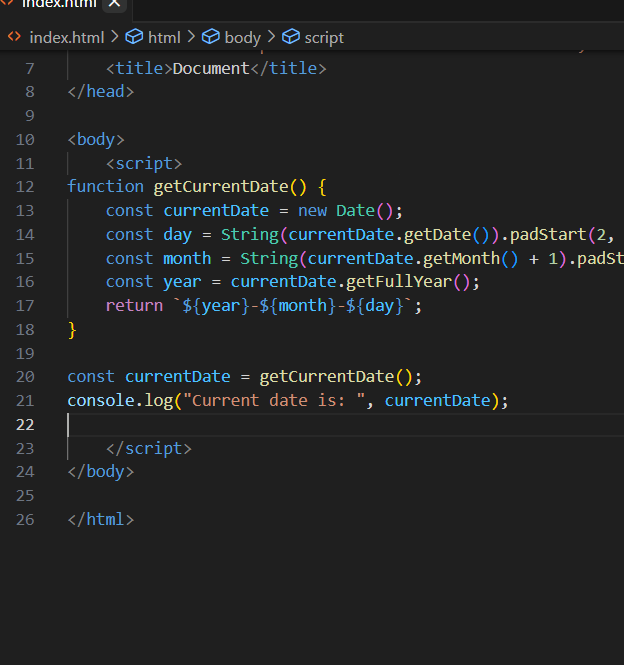 index.html
index.html > html > body > script
7 <title>Document</title>
8 </head>
9
10 <body>
11 <script>
12 function getCurrentDate() {
13 const currentDate = new Date();
14 const day = String(currentDate.getDate()).padStart(2,
15 const month = String(currentDate.getMonth() + 1).padSt
16 const year = currentDate.getFullYear();
17 return `${year}-${month}-${day}`;
18 }
19
20 const currentDate = getCurrentDate();
21 console.log("Current date is: ", currentDate);
22
23 </script>
24 </body>
25
26 </html>